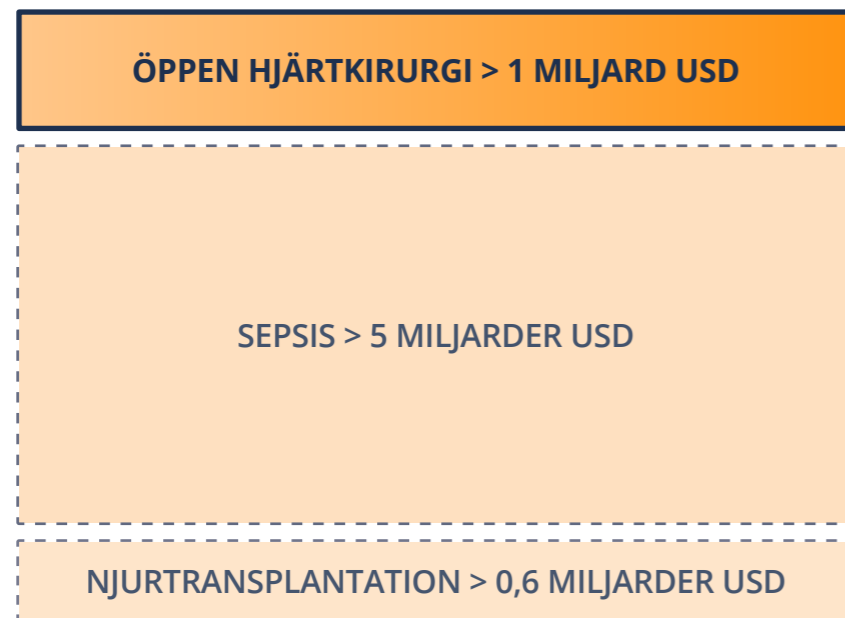 ÖPPEN HJÄRTKIRURGI > 1 MILJARD USD
SEPSIS > 5 MILJARDER USD
NJURTRANSPLANTATION > 0,6 MILJARDER USD